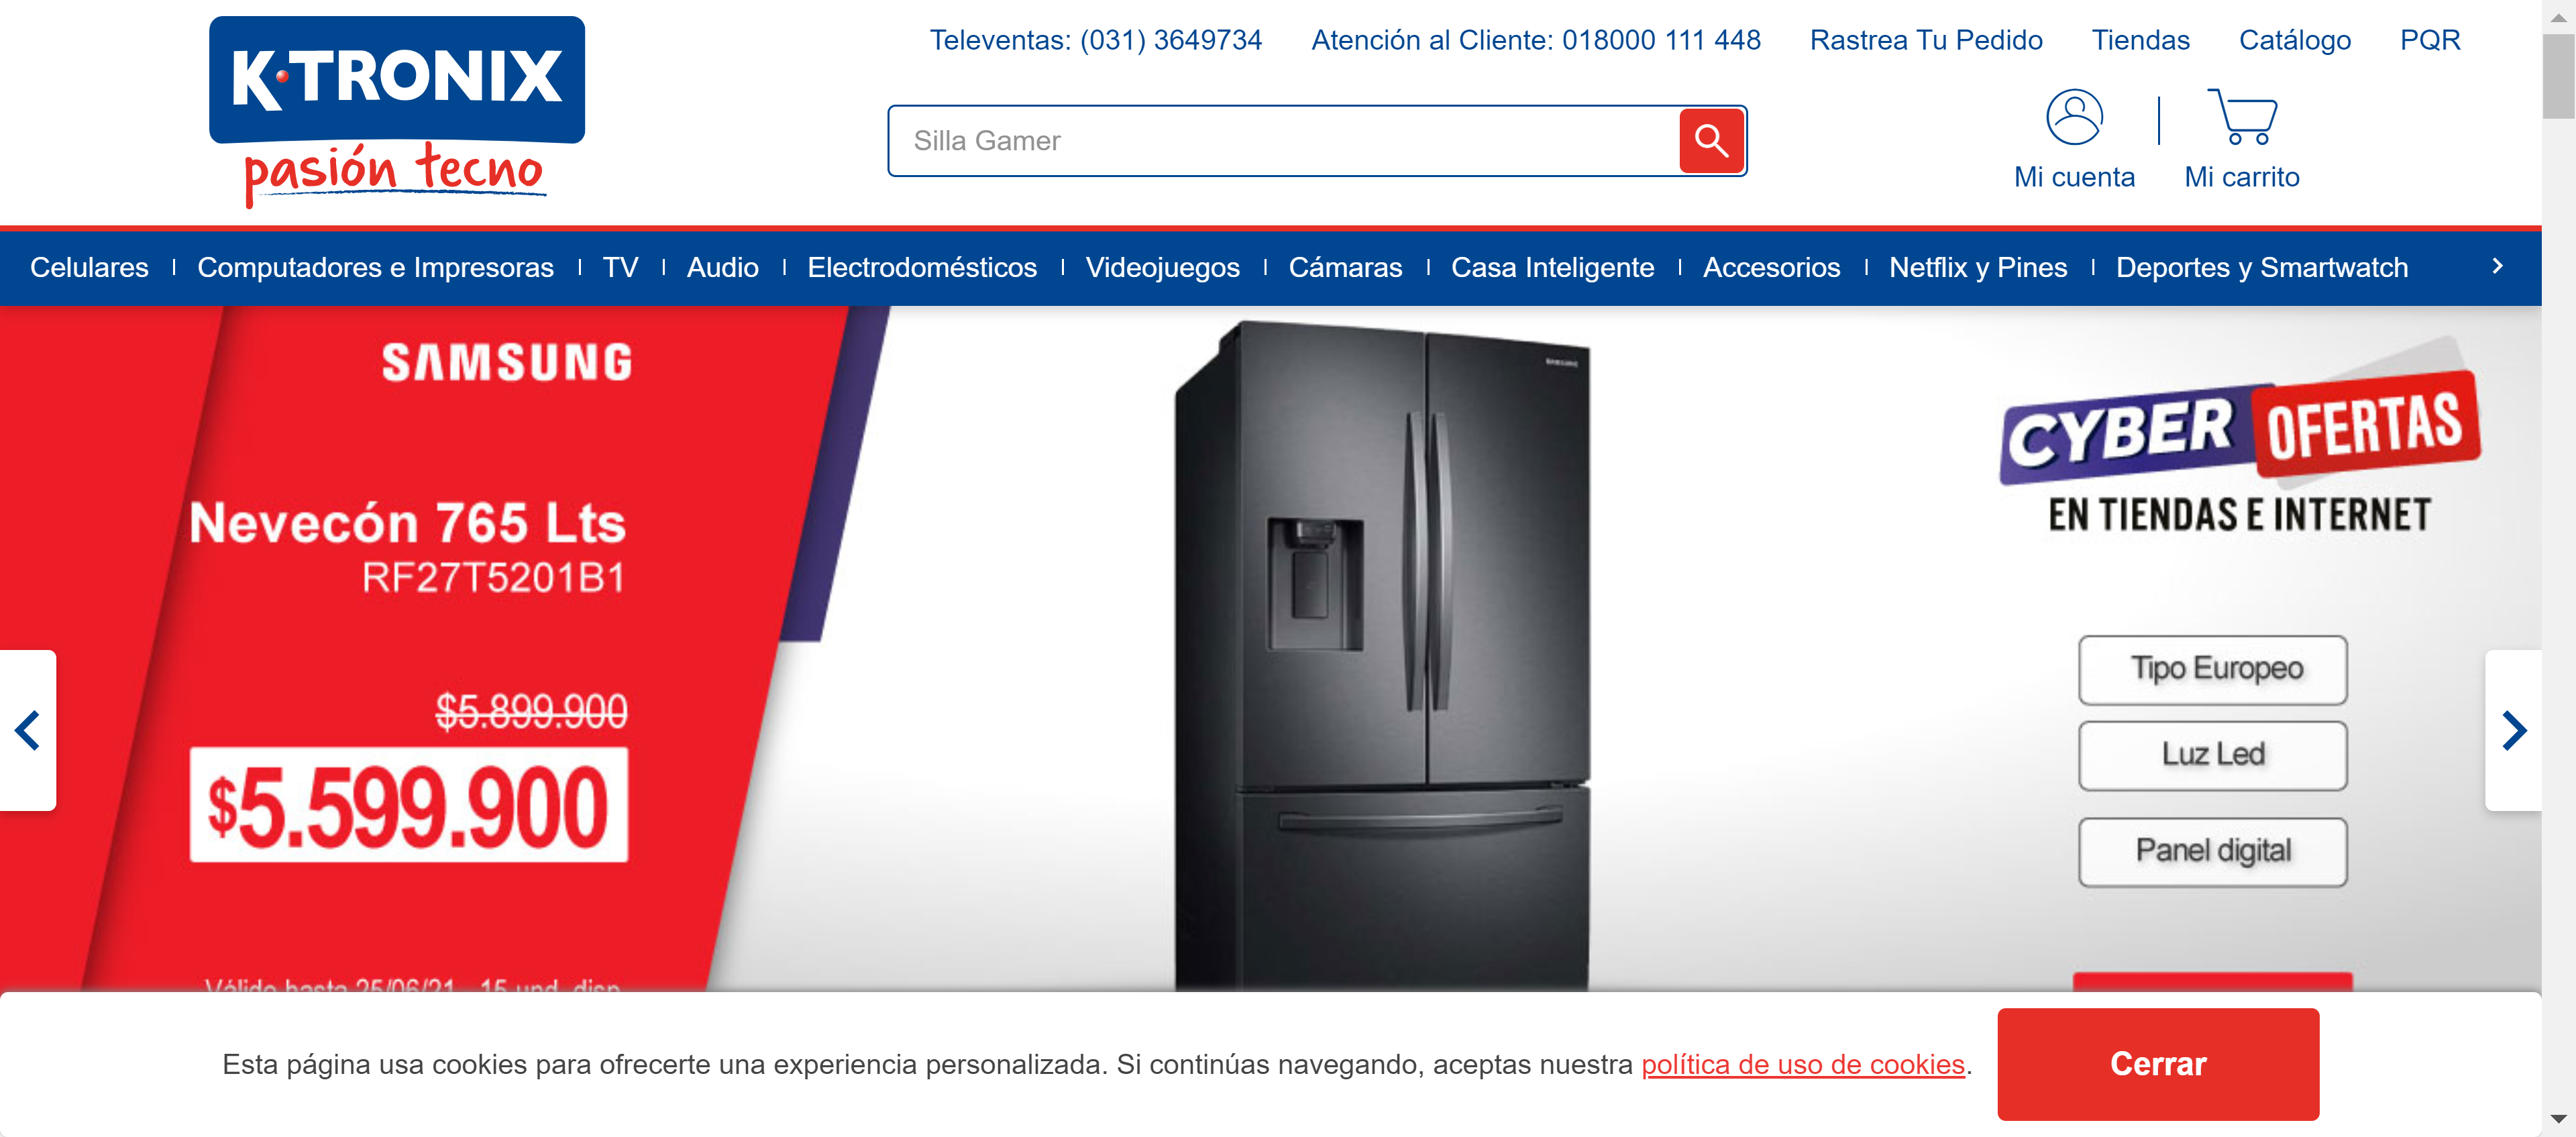 K·TRONIX
pasión tecno
Televentas: (031) 3649734 Atención al Cliente: 018000 111 448 Rastrea Tu Pedido Tiendas Catálogo PQR
Silla Gamer
Mi cuenta Mi carrito
Celulares Computadores e Impresoras TV Audio Electrodomésticos Videojuegos Cámaras Casa Inteligente Accesorios Netflix y Pines Deportes y Smartwatch
SAMSUNG
Nevecón 765 Lts
RF27T5201B1
$5.899.900
$5.599.900
Válido hasta 25/06/21 - 15 und. disp.
SAMSUNG
CYBER OFERTAS
EN TIENDAS E INTERNET
Tipo Europeo
Luz Led
Panel digital
Esta página usa cookies para ofrecerte una experiencia personalizada. Si continúas navegando, aceptas nuestra política de uso de cookies.
Cerrar